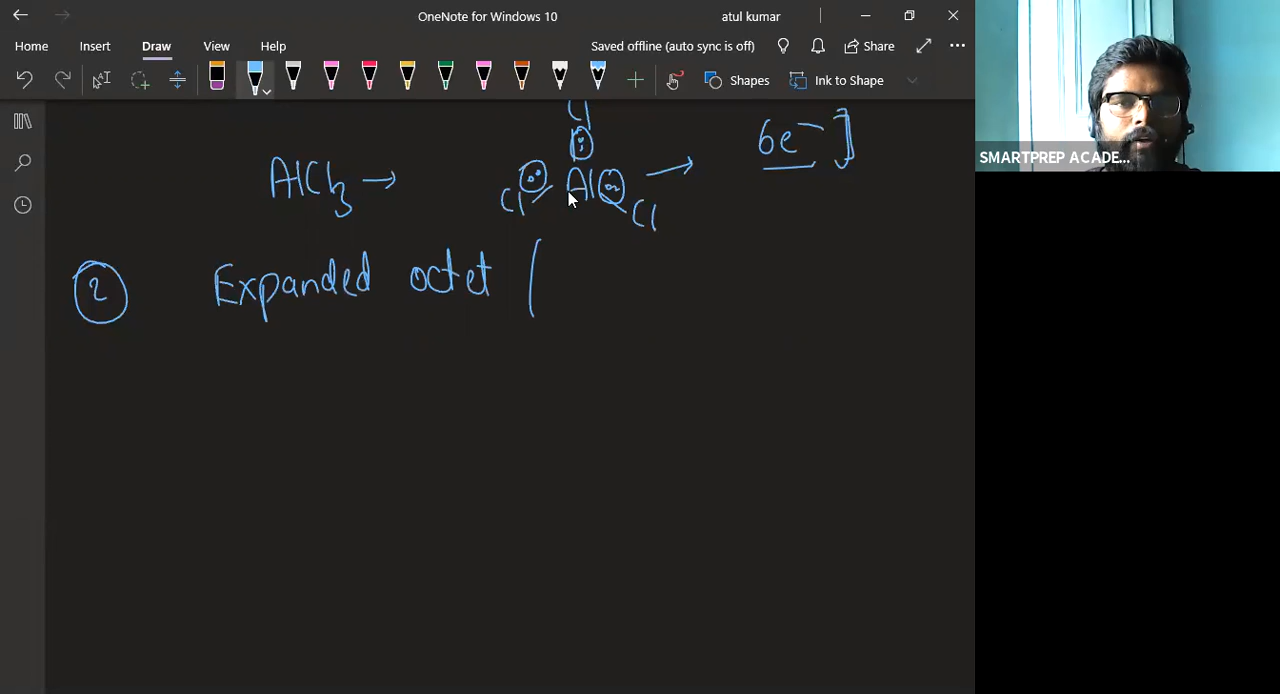 OneNote for Windows 10
atul kumar
Home Insert Draw View Help
Saved offline (auto sync is off)
Share
Shapes
Ink to Shape
SMARTPREP ACADE...
Cl
6e⁻ ]
AlCl3 → Cl Al Cl →
2 Expanded octet (